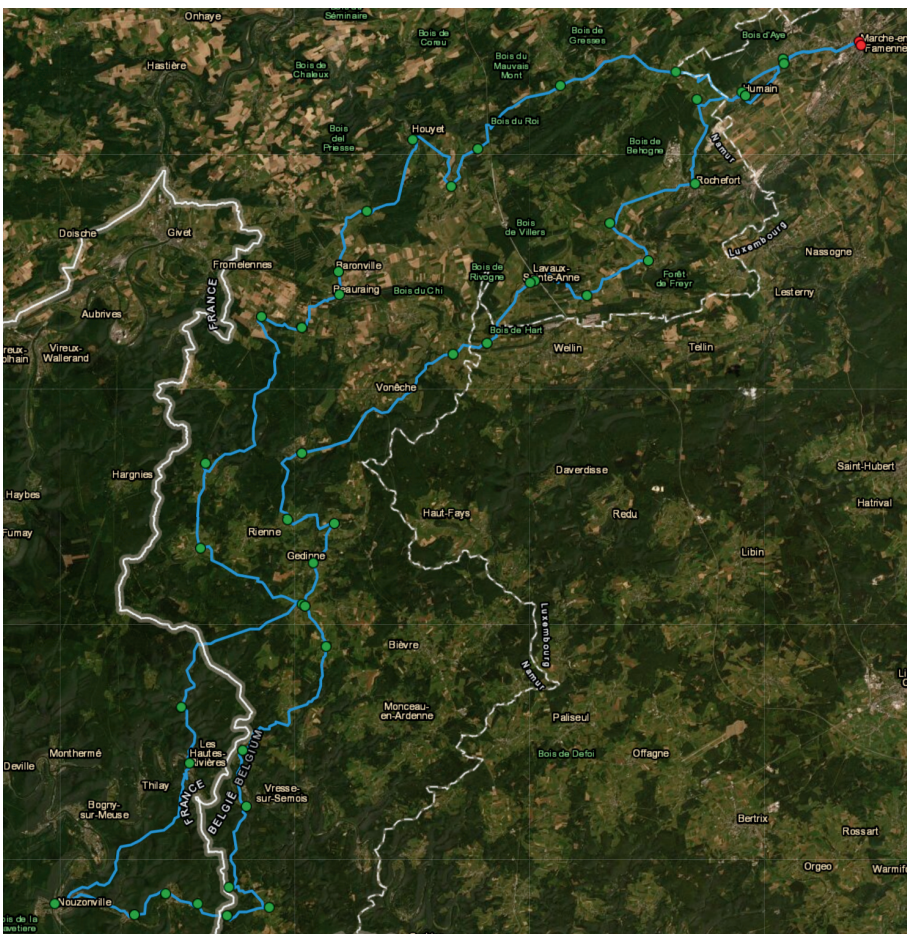 Onhaye
Séminaire
Bois de
Coreu
Bois de
Gresses
Bois d'Aye
Marche-en-
Famenne
Hastière
Bois de
Chaleux
Bois du
Mauvais
Mont
Humain
Bois
del
Priesse
Houyet
Bois du Roi
Bois de
Behogne
Namur
Rochefort
Doische
Givet
Bois
de Villers
Luxembourg
Nassogne
Fromelennes
Baronville
Bois de
Rivogne
Lavaux-
Sainte-Anne
Forêt
de Freyr
FRANCE
Beauraing
Bois du Chi
Lesterny
Aubrives
Bois de Hart
Vireux-
Wallerand
Weillin
Tellin
Vonêche
Hargnies
Daverdisse
Saint-Hubert
Haybes
Haut-Fays
Redu
Hatrival
Fumay
Rienne
Gedinne
Libin
Luxembourg
Namur
Bièvre
Monceau-
en-Ardenne
Paliseul
Monthermé
Les
Hautes-
Rivières
Bois de Defoi
Offagne
Deville
Thilay
FRANCE
BELGIË BELGIUM
Vresse-
sur-Semois
Bogny-
sur-Meuse
Bertrix
Rossart
Orgeo
Nouzonville